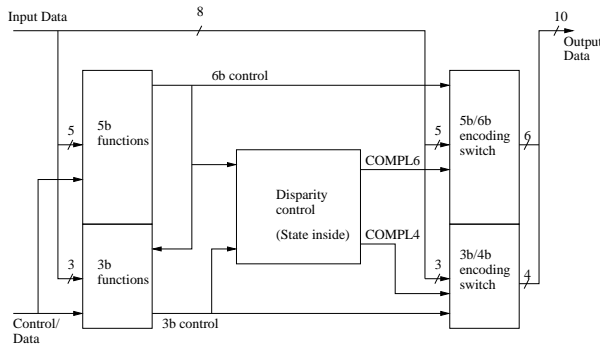 Input Data
8
10
Output
Data
6b control
5b
functions
5
5b/6b
encoding
switch
5
6
COMPL6
Disparity
control
(State inside)
COMPL4
3b
functions
3
3b/4b
encoding
switch
3
4
Control/
Data
3b control